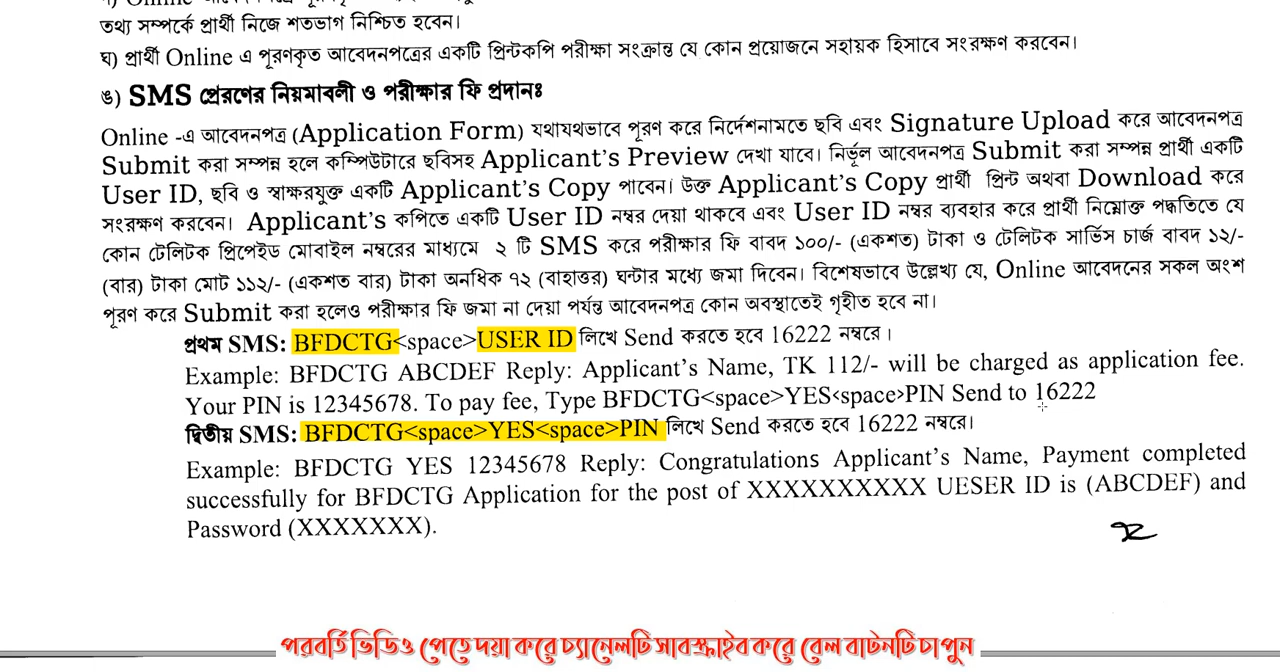 তথ্য সম্পর্কে প্রার্থী নিজে শতভাগ নিশ্চিত হবেন।
ঘ) প্রার্থী Online এ পূরণকৃত আবেদনপত্রের একটি প্রিন্টকপি পরীক্ষা সংক্রান্ত যে কোন প্রয়োজনে সহায়ক হিসাবে সংরক্ষণ করবেন।
ঙ) SMS প্রেরণের নিয়মাবলী ও পরীক্ষার ফি প্রদানঃ
Online -এ আবেদনপত্র (Application Form) যথাযথভাবে পূরণ করে নির্দেশনামতে ছবি এবং Signature Upload করে আবেদনপত্র
Submit করা সম্পন্ন হলে কম্পিউটারে ছবিসহ Applicant's Preview দেখা যাবে। নির্ভূল আবেদনপত্র Submit করা সম্পন্ন প্রার্থী একটি
User ID, ছবি ও স্বাক্ষরযুক্ত একটি Applicant's Copy পাবেন। উক্ত Applicant's Copy প্রার্থী প্রিন্ট অথবা Download করে
সংরক্ষণ করবেন। Applicant's কপিতে একটি User ID নম্বর দেয়া থাকবে এবং User ID নম্বর ব্যবহার করে প্রার্থী নিম্নোক্ত পদ্ধতিতে যে
কোন টেলিটক প্রিপেইড মোবাইল নম্বরের মাধ্যমে ২ টি SMS করে পরীক্ষার ফি বাবদ ১০০/- (একশত) টাকা ও টেলিটক সার্ভিস চার্জ বাবদ ১২/-
(বার) টাকা মোট ১১২/- (একশত বার) টাকা অনধিক ৭২ (বাহাত্তর) ঘন্টার মধ্যে জমা দিবেন। বিশেষভাবে উল্লেখ্য যে, Online আবেদনের সকল অংশ
পূরণ করে Submit করা হলেও পরীক্ষার ফি জমা না দেয়া পর্যন্ত আবেদনপত্র কোন অবস্থাতেই গৃহীত হবে না।
প্রথম SMS: BFDCTG<space>USER ID লিখে Send করতে হবে 16222 নম্বরে।
Example: BFDCTG ABCDEF Reply: Applicant's Name, TK 112/- will be charged as application fee.
Your PIN is 12345678. To pay fee, Type BFDCTG<space>YES<space>PIN Send to 16222
দ্বিতীয় SMS: BFDCTG<space>YES<space>PIN লিখে Send করতে হবে 16222 নম্বরে।
Example: BFDCTG YES 12345678 Reply: Congratulations Applicant's Name, Payment completed
successfully for BFDCTG Application for the post of XXXXXXXXXX UESER ID is (ABCDEF) and
Password (XXXXXXX).
পরবর্তি ভিডিও পেতে দয়া করে চ্যানেলটি সাবস্ক্রাইব করে বেল বাটনটি চাপুন